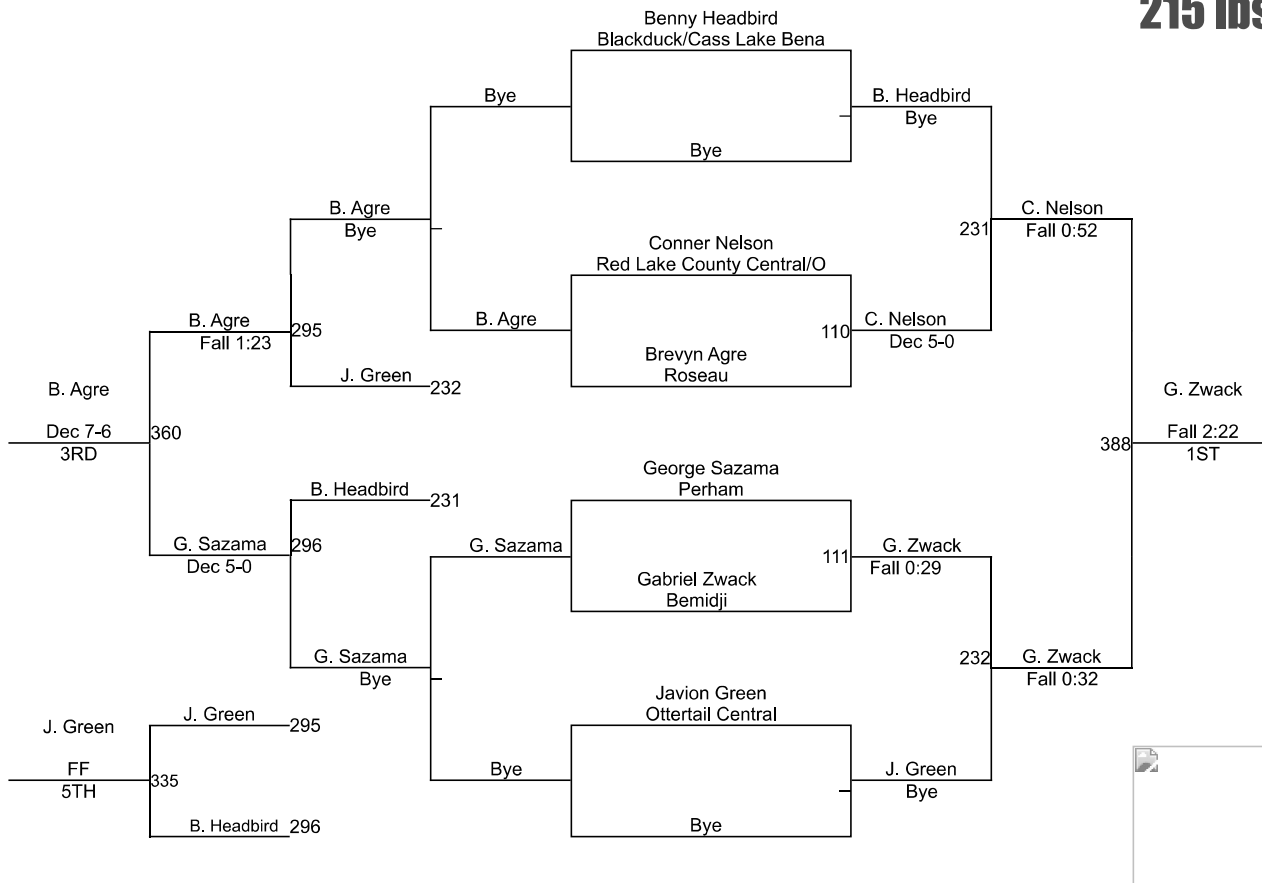 215 lbs
Benny Headbird
Blackduck/Cass Lake Bena
Bye
B. Headbird
Bye
Bye
B. Agre
Bye
C. Nelson
231
Fall 0:52
Conner Nelson
Red Lake County Central/O
B. Agre
Fall 1:23
295
B. Agre
110
C. Nelson
Dec 5-0
Brevyn Agre
Roseau
J. Green
232
B. Agre
G. Zwack
Dec 7-6
360
3RD
388
Fall 2:22
1ST
George Sazama
Perham
B. Headbird
231
G. Sazama
296
Dec 5-0
G. Sazama
111
G. Zwack
Fall 0:29
Gabriel Zwack
Bemidji
G. Sazama
Bye
232
G. Zwack
Fall 0:32
Javion Green
Ottertail Central
J. Green
J. Green
295
FF
335
5TH
Bye
J. Green
Bye
B. Headbird
296
Bye